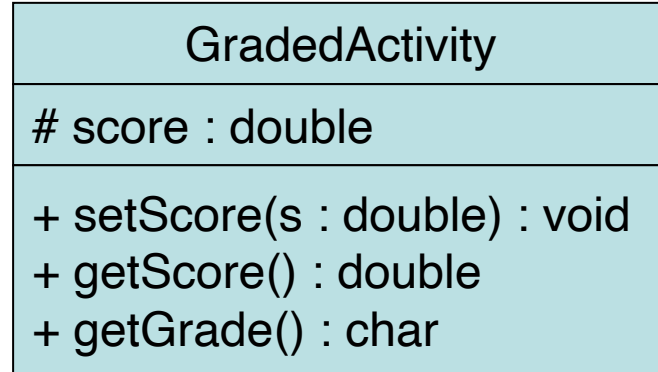 GradedActivity
# score : double
+ setScore(s : double) : void
+ getScore() : double
+ getGrade() : char